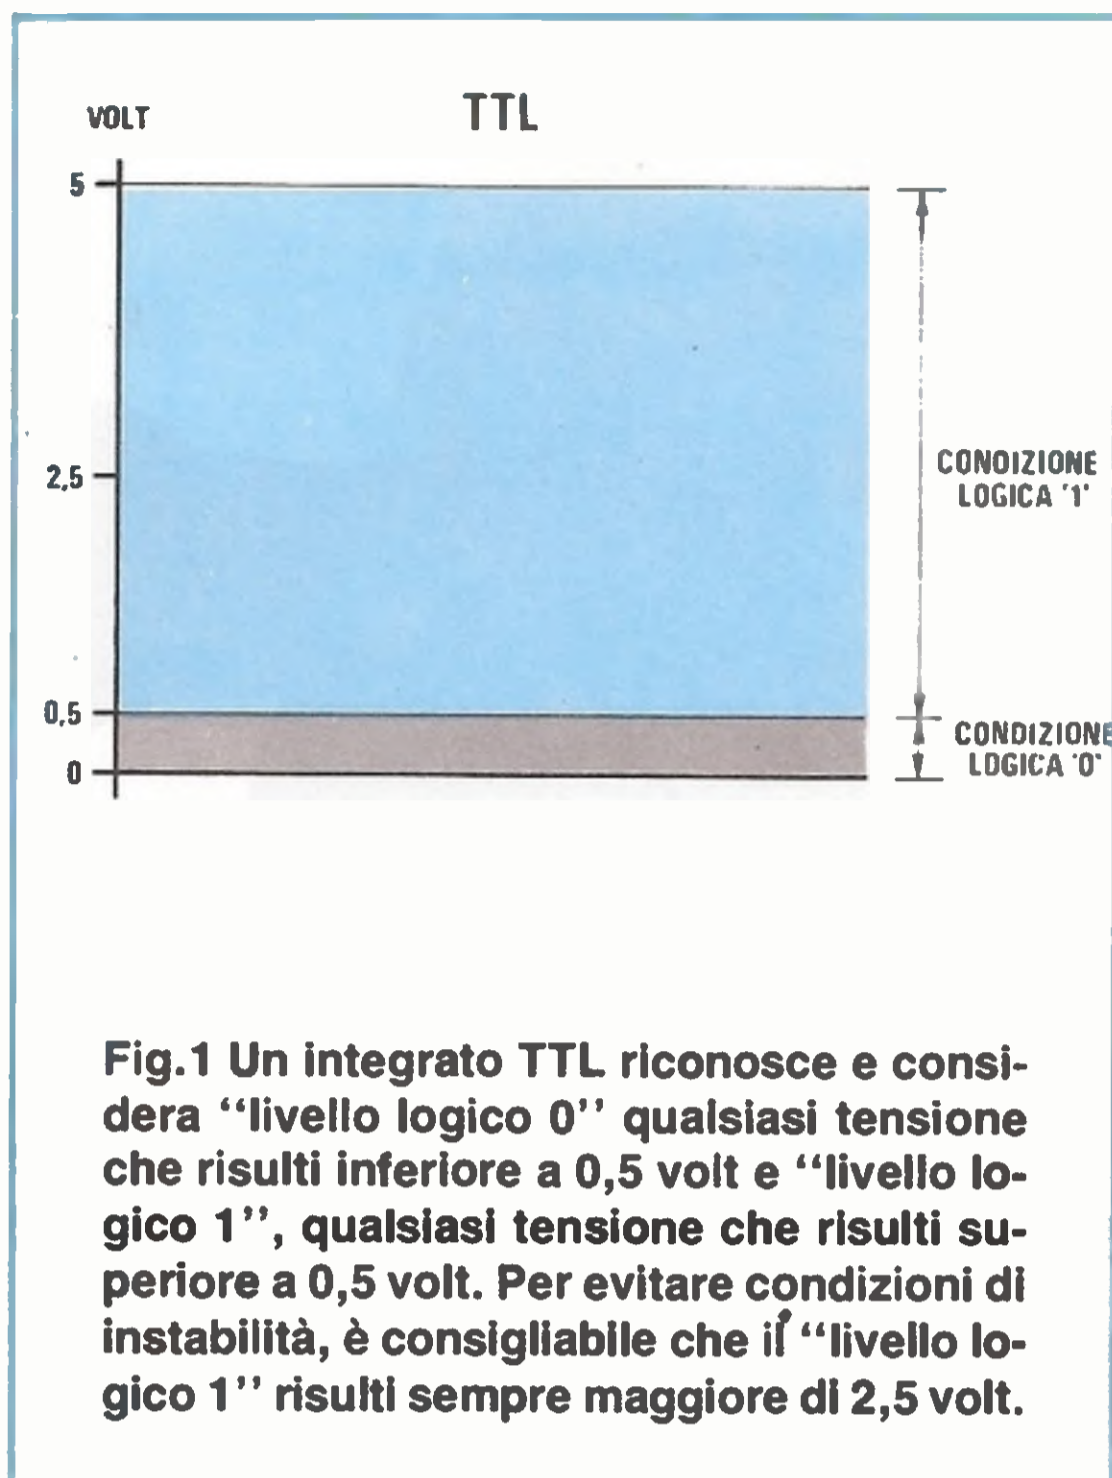 VOLT
TTL
5
2,5
0,5
0
CONDIZIONE
LOGICA '1'
CONDIZIONE
LOGICA '0'
Fig.1 Un integrato TTL riconosce e consi-
dera “livello logico 0” qualsiasi tensione
che risulti inferiore a 0,5 volt e “livello lo-
gico 1”, qualsiasi tensione che risulti su-
periore a 0,5 volt. Per evitare condizioni di
instabilità, è consigliabile che il “livello lo-
gico 1” risulti sempre maggiore di 2,5 volt.